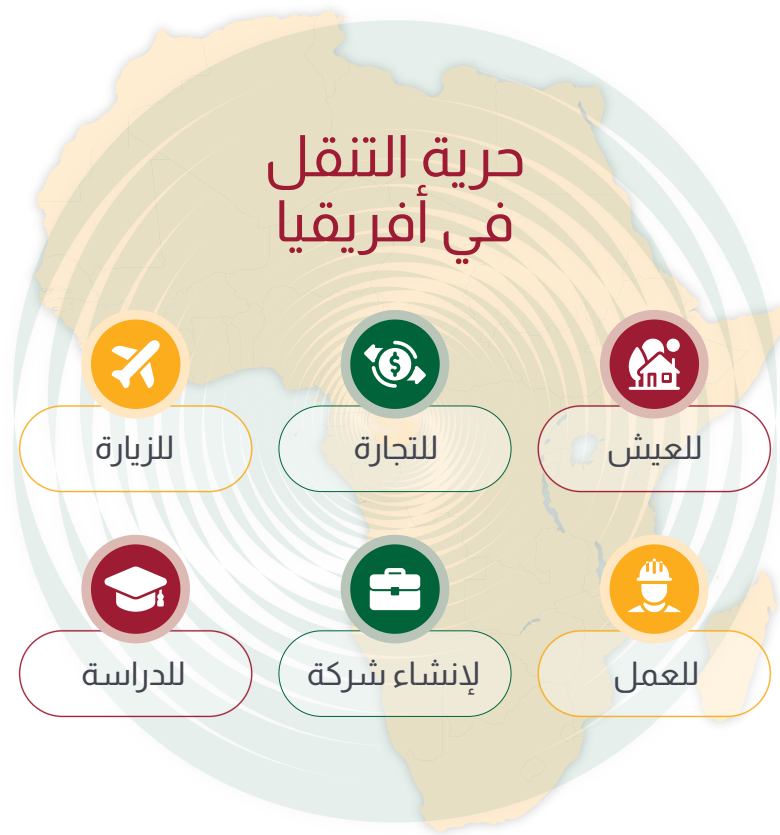 حرية التنقل
في أفريقيا
للعيش
للتجارة
للزيارة
للعمل
لإنشاء شركة
للدراسة